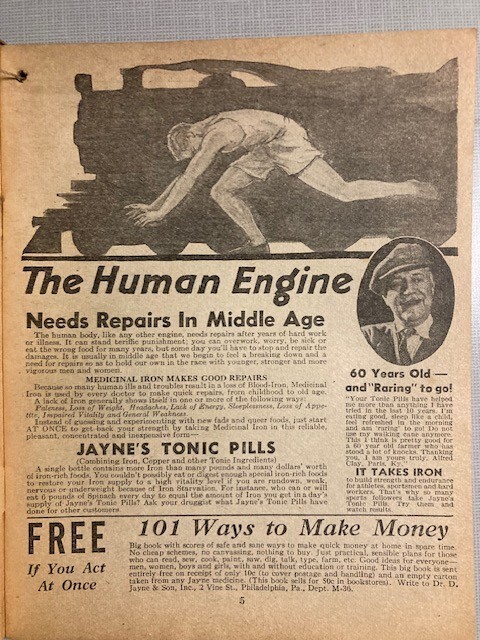 The Human Engine
Needs Repairs In Middle Age
The human body, like any other engine, needs repairs after years of hard work
or illness. It can stand terific punishment; you can overwork, worry, be sick or
eat the wrong food for many years, but some day you'll have to stop and repair the
damages. It is usually in middle age that we begin to feel a breaking down and a
need for repairs so as to hold our own in the race with younger, stronger and more
vigorous men and women.
MEDICINAL IRON MAKES GOOD REPAIRS
Because so many human ills and troubles result in a loss of Blood-Iron, Medicinal
Iron is used by every doctor to make quick repairs, from childhood to old age.
A lack of Iron generally shows itself in one or more of the following ways:
Paleness, Loss of Weight, Headaches, Lack of Energy, Sleeplessness, Loss of Appe-
tite, Impaired Vitality and General Weakness.
Instead of guessing and experimenting with new fads and queer foods, just start
AT ONCE to get back your strength by taking Medicinal Iron in this reliable,
pleasant, concentrated and inexpensive form—
JAYNE'S TONIC PILLS
(Combining Iron, Copper and other Tonic Ingredients)
A single bottle contains more Iron than many pounds and many dollars' worth
of iron-rich foods. You couldn't possibly eat or digest enough special iron-rich foods
to restore your Iron supply to a high vitality level if you are rundown, weak,
nervous or underweight because of Iron Starvation. For instance, who can or will
eat 6 pounds of Spinach every day to equal the amount of Iron you get in a day's
supply of Jayne's Tonic Pills? Ask your druggist what Jayne's Tonic Pills have
done for other customers.
60 Years Old —
and "Raring" to go!
"Your Tonic Pills have
helped me more than anything I have
tried in the last 10 years. I'm
eating good, sleep like a child,
feel refreshed in the morning
and am 'raring' to go! Do not
use my walking cane anymore.
This I think is pretty good for
a 60 year old farmer who has
stood a lot of knocks. Thanking
you, I am yours truly, Alfred
Clay, Paris, Ky."
IT TAKES IRON
to build strength and endurance
for athletes, sportsmen and hard
workers. That's why so many
sports followers take Jayne's
Tonic Pills. Try them and
watch results.
FREE
If You Act
At Once
101 Ways to Make Money
Big book with scores of safe and sane ways to make quick money at home in spare time.
No cheap schemes, no canvassing, nothing to buy. Just practical, sensible plans for those
who can read, sew, cook, paint, saw, dig, talk, type, farm, etc. Good ideas for everyone—
men, women, boys and girls, with and without education or training. This big book is sent
entirely free on receipt of only 10c (to cover postage and handling) and an empty carton
taken from any Jayne medicine. (This book sells for 50c in bookstores). Write to Dr. D.
Jayne & Son, Inc., 2 Vine St., Philadelphia, Pa., Dept. M-36.
5